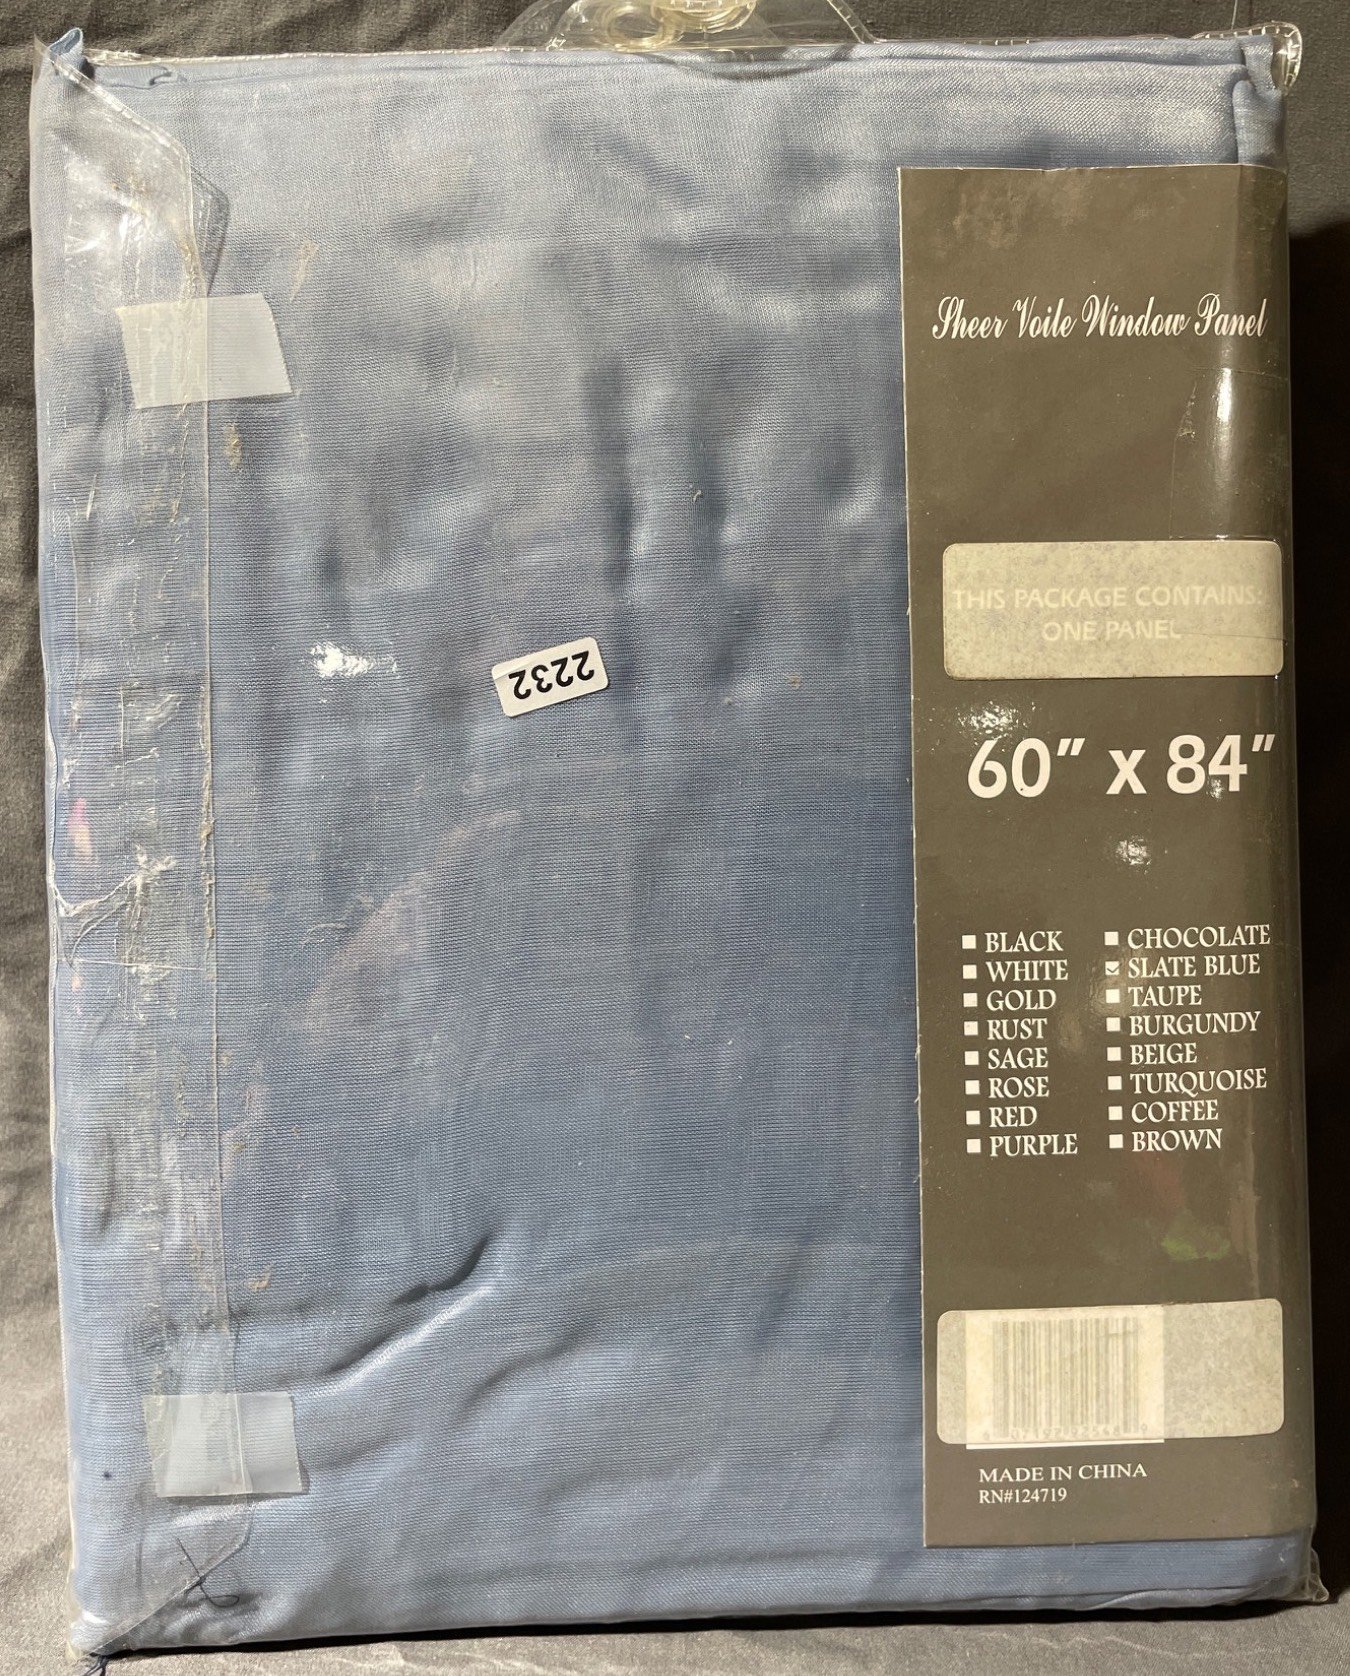 Sheer Voile Window Panel
THIS PACKAGE CONTAINS:
ONE PANEL
2232
60" x 84"
BLACK
WHITE
GOLD
RUST
SAGE
ROSE
RED
PURPLE
CHOCOLATE
SLATE BLUE
TAUPE
BURGUNDY
BEIGE
TURQUOISE
COFFEE
BROWN
MADE IN CHINA
RN#124719